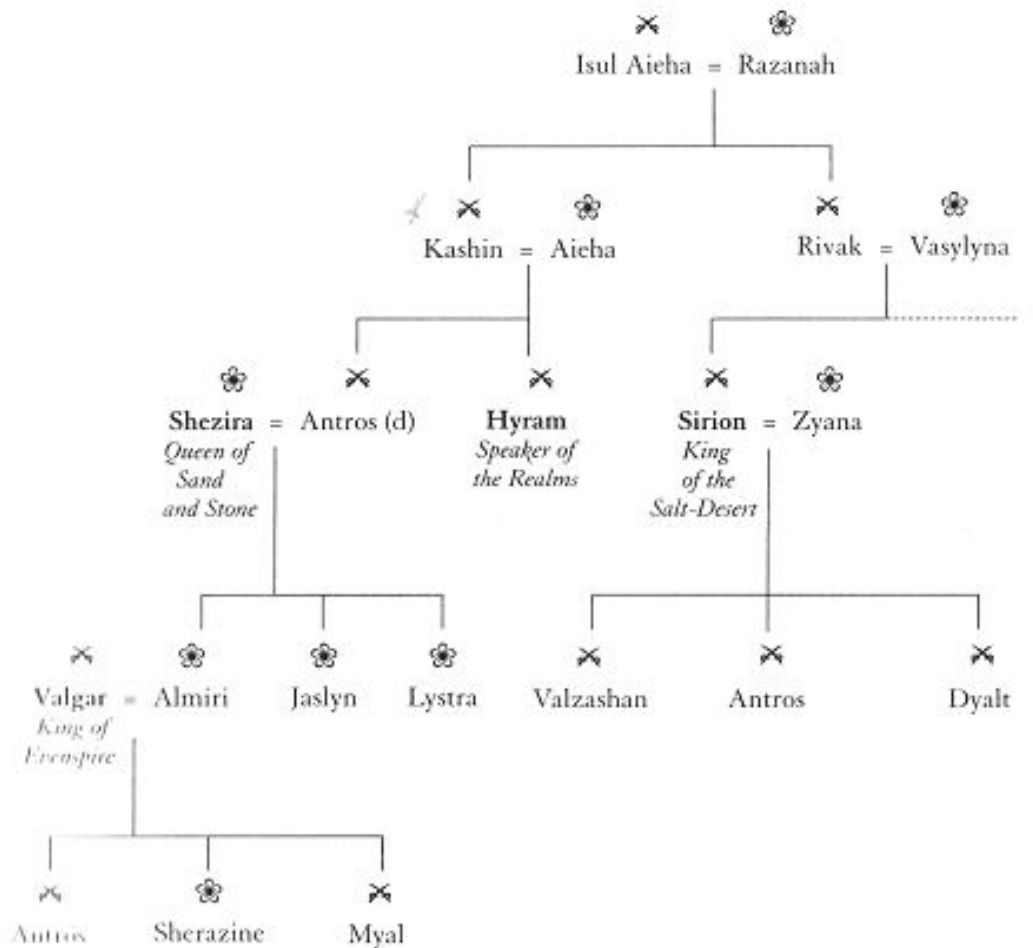 Isul Aieha = Razanah
Kashin = Aieha
Rivak = Vasylyna
Shezira = Antros (d)
Queen of
Sand
and Stone
Hyram
Speaker of
the Realms
Sirion = Zyana
King
of the
Salt-Desert
Valgar = Almiri
King of
Evenspire
Jaslyn
Lystra
Valzashan
Antros
Dyalt
Antros
Sherazine
Myal